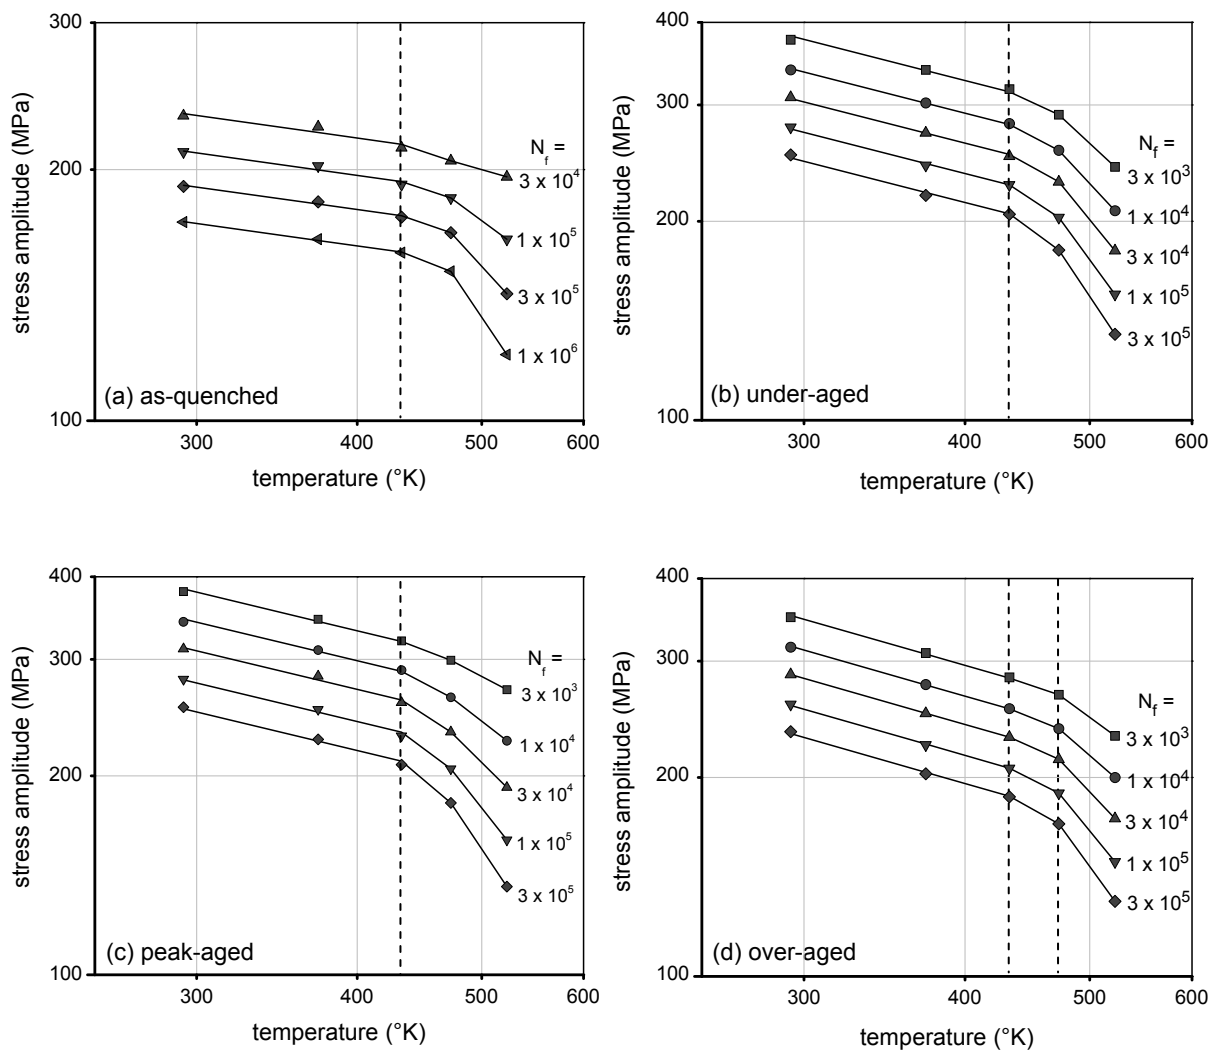 300
200
100
stress amplitude (MPa)
N_f =
3 x 10^4
1 x 10^5
3 x 10^5
1 x 10^6
(a) as-quenched
300
400
500
600
temperature (°K)
400
300
200
100
stress amplitude (MPa)
N_f =
3 x 10^3
1 x 10^4
3 x 10^4
1 x 10^5
3 x 10^5
(b) under-aged
300
400
500
600
temperature (°K)
400
300
200
100
stress amplitude (MPa)
N_f =
3 x 10^3
1 x 10^4
3 x 10^4
1 x 10^5
3 x 10^5
(c) peak-aged
300
400
500
600
temperature (°K)
400
300
200
100
stress amplitude (MPa)
N_f =
3 x 10^3
1 x 10^4
3 x 10^4
1 x 10^5
3 x 10^5
(d) over-aged
300
400
500
600
temperature (°K)